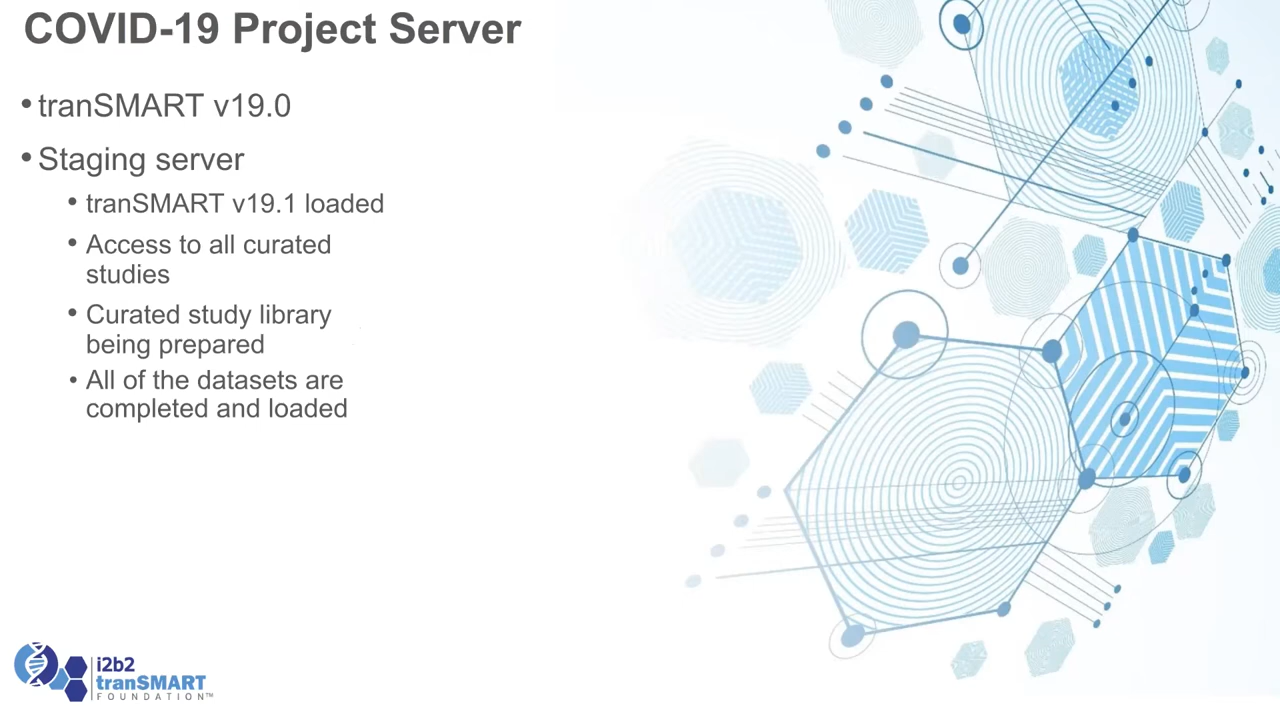 COVID-19 Project Server
• tranSMART v19.0
• Staging server
• tranSMART v19.1 loaded
• Access to all curated
studies
• Curated study library
being prepared
• All of the datasets are
completed and loaded
i2b2
tranSMART
FOUNDATION™